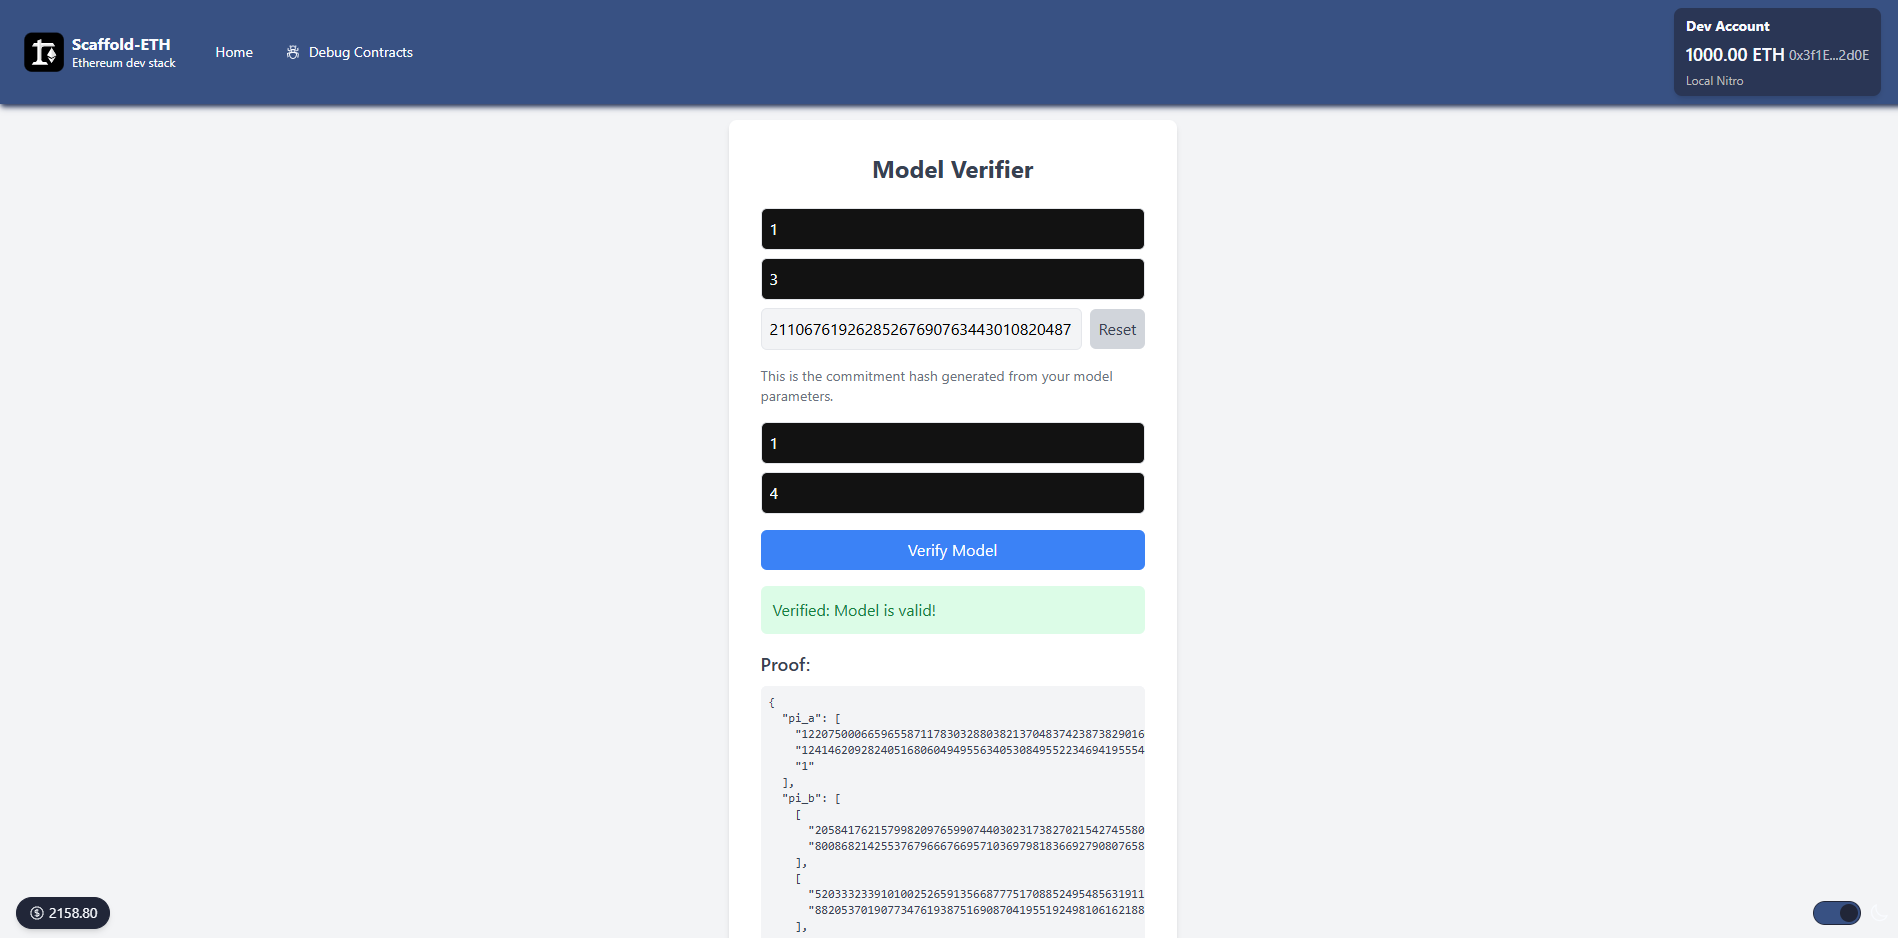 Scaffold-ETH
Ethereum dev stack
Home
Debug Contracts
Dev Account
1000.00 ETH 0x3f1E...2d0E
Local Nitro
Model Verifier
1
3
21106761926285267690763443010820487
Reset
This is the commitment hash generated from your model
parameters.
1
4
Verify Model
Verified: Model is valid!
Proof:
{
"pi_a": [
"1220750006659655871178303288038213704837423873829016
"12414620928240516806049495563405308495522346941955554
"1"
],
"pi_b": [
[
"20584176215799820976599074403023173827021542745580
"80086821425537679666766957103697981836692790807658
],
[
"52033323391010025265913566877751708852495485631911
"88205370190773476193875169087041955192498106162188
],
2158.80